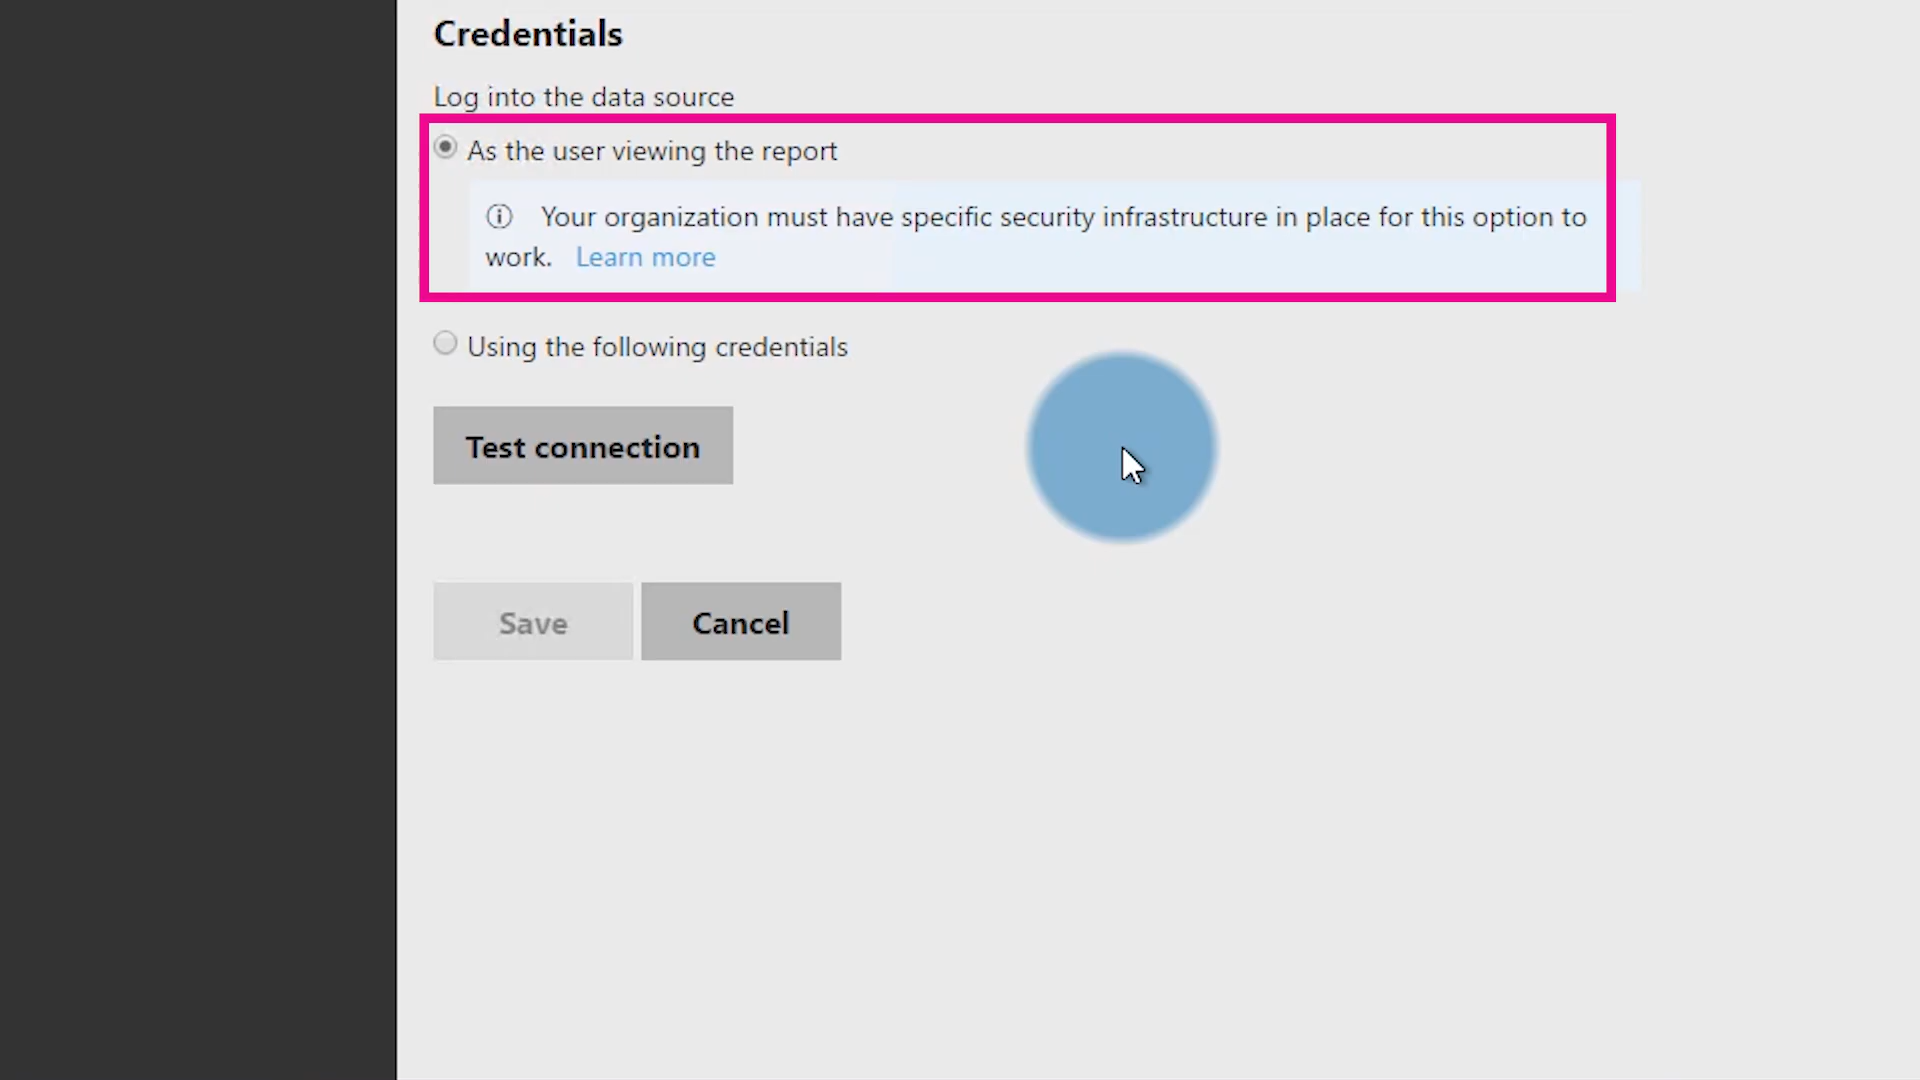 Credentials
Log into the data source
As the user viewing the report
Your organization must have specific security infrastructure in place for this option to
work. Learn more
Using the following credentials
Test connection
Save Cancel